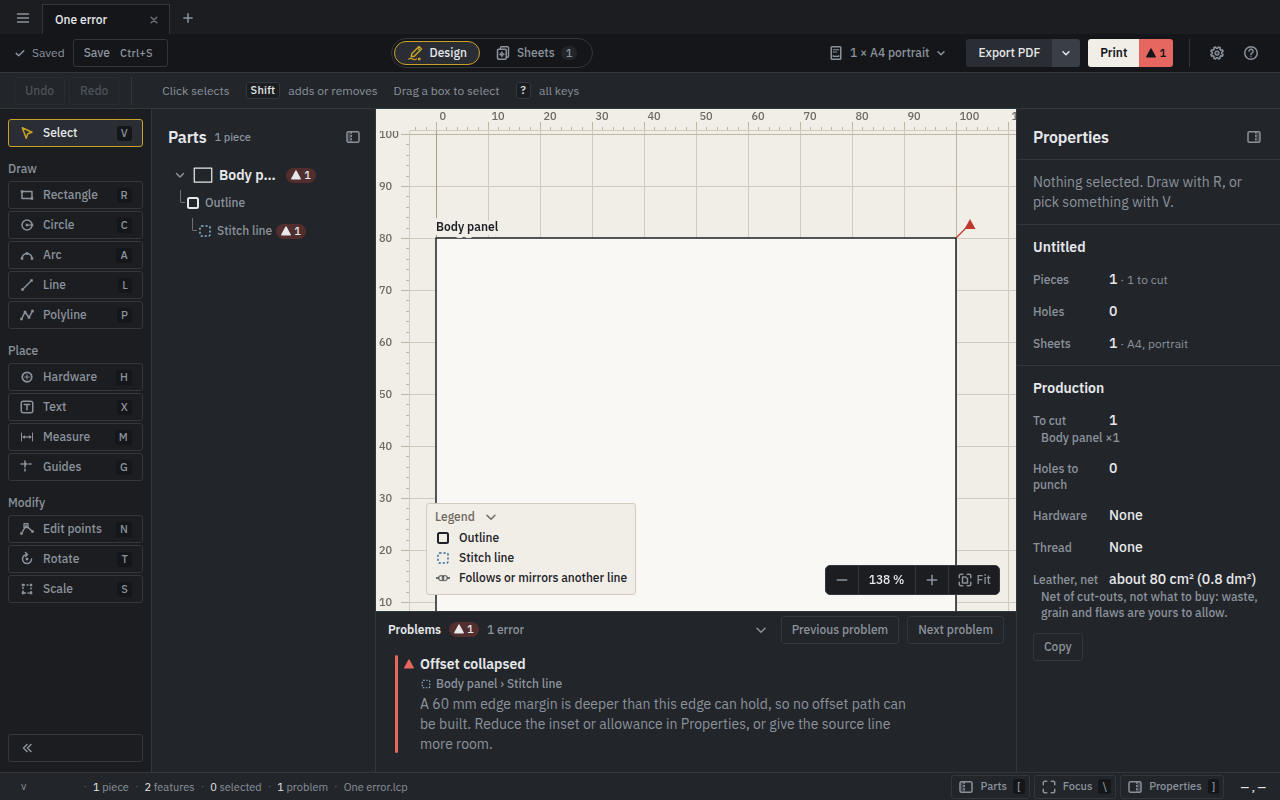 One error
Saved
Save Ctrl+S
Design
Sheets 1
1 × A4 portrait
Export PDF
Print 1
Undo
Redo
Click selects Shift adds or removes Drag a box to select ? all keys
Select V
Draw
Rectangle R
Circle C
Arc A
Line L
Polyline P
Place
Hardware H
Text X
Measure M
Guides G
Modify
Edit points N
Rotate T
Scale S
Parts 1 piece
Body p... 1
Outline
Stitch line 1
0 10 20 30 40 50 60 70 80 90 100
100
90
80
70
60
50
40
30
20
10
Body panel
Legend
Outline
Stitch line
Follows or mirrors another line
138 %
Fit
Problems 1 1 error
Previous problem
Next problem
Offset collapsed
Body panel › Stitch line
A 60 mm edge margin is deeper than this edge can hold, so no offset path can
be built. Reduce the inset or allowance in Properties, or give the source line
more room.
Properties
Nothing selected. Draw with R, or
pick something with V.
Untitled
Pieces 1 · 1 to cut
Holes 0
Sheets 1 · A4, portrait
Production
To cut 1
Body panel ×1
Holes to
punch 0
Hardware None
Thread None
Leather, net about 80 cm² (0.8 dm²)
Net of cut-outs, not what to buy: waste,
grain and flaws are yours to allow.
Copy
v · 1 piece · 2 features · 0 selected · 1 problem · One error.lcp
Parts [
Focus \
Properties ]
–,–